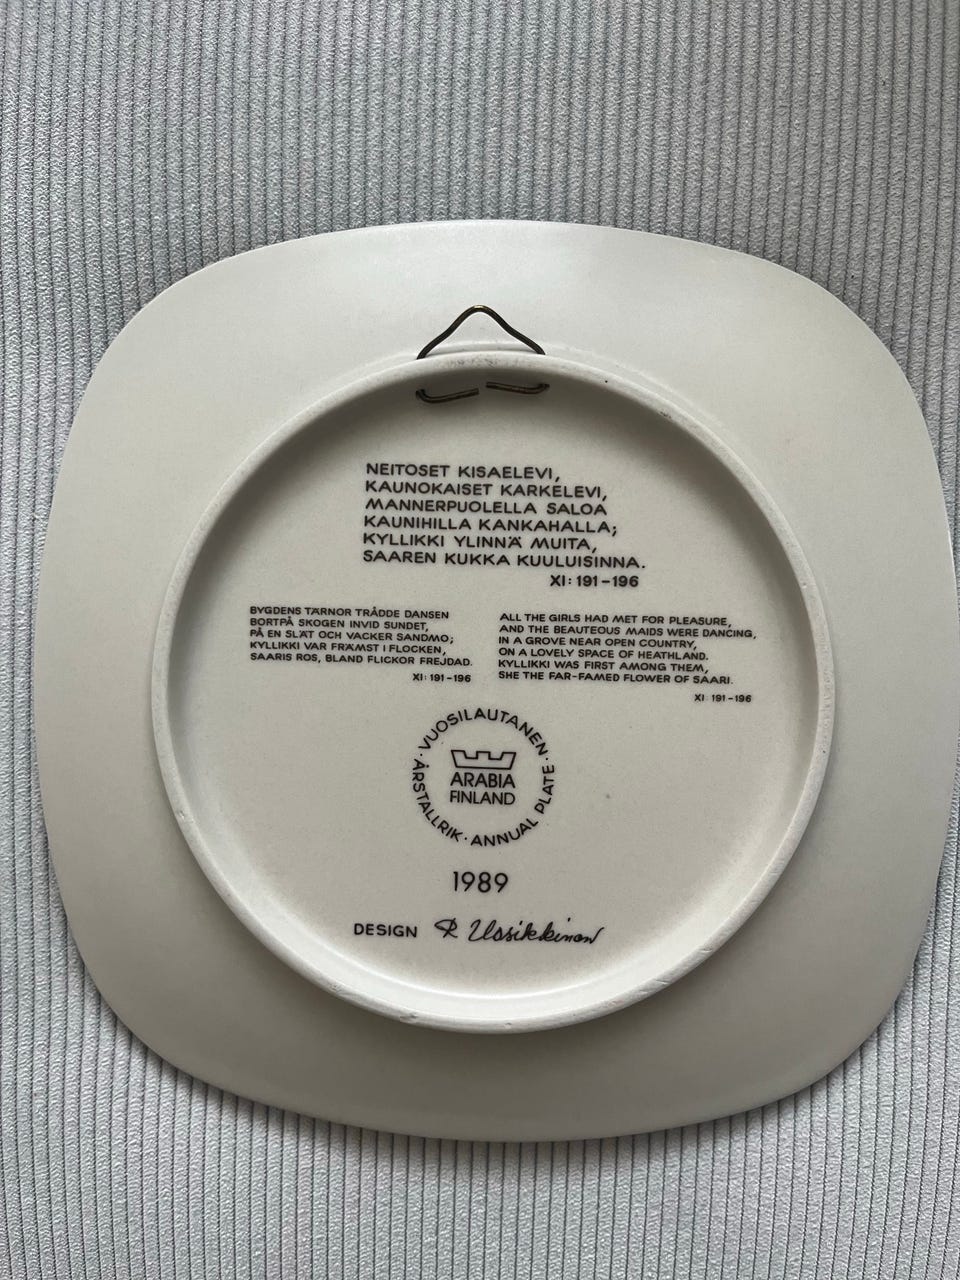 NEITOSET KISAELEVI,
KAUNOKAISET KARKELEVI,
MANNERPUOLELLA SALOA
KAUNIHILLA KANKAHALLA;
KYLLIKKI YLINNÄ MUITA,
SAAREN KUKKA KUULUISINNA.
XI: 191-196
BYGDENS TÄRNOR TRÅDDE DANSEN
BORTPÅ SKOGEN INVID SUNDET,
PÅ EN SLÄT OCH VACKER SANDMO;
KYLLIKKI VAR FRÄMST I FLOCKEN,
SAARIS ROS, BLAND FLICKOR FREJDAD.
XI: 191-196
ALL THE GIRLS HAD MET FOR PLEASURE,
AND THE BEAUTEOUS MAIDS WERE DANCING,
IN A GROVE NEAR OPEN COUNTRY,
ON A LOVELY SPACE OF HEATHLAND.
KYLLIKKI WAS FIRST AMONG THEM,
SHE THE FAR-FAMED FLOWER OF SAARI.
XI: 191-196
·VUOSILAUTANEN·
ARABIA
FINLAND
ÅRSTALLRIK·ANNUAL PLATE
1989
DESIGN R Uosikkinen